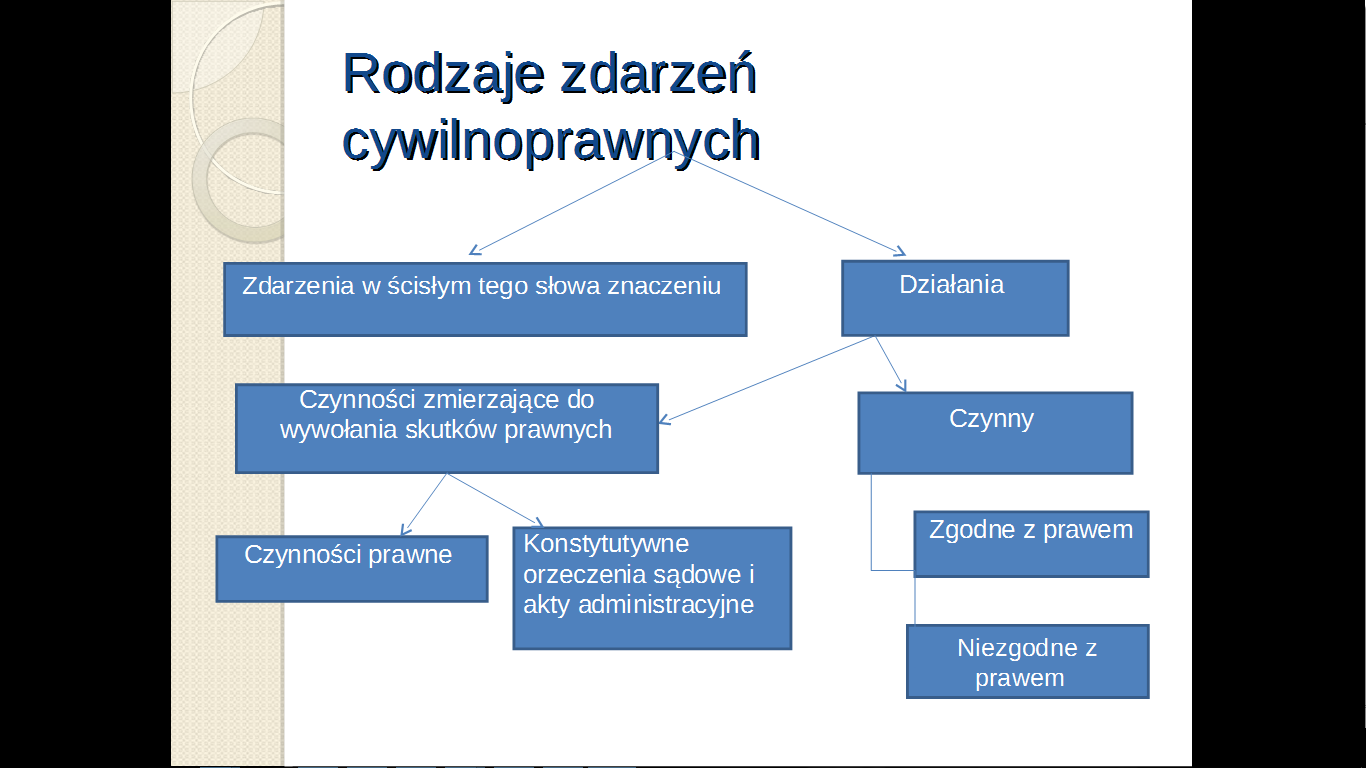 Rodzaje zdarzeń
cywilnoprawnych
Zdarzenia w ścisłym tego słowa znaczeniu
Działania
Czynności zmierzające do
wywołania skutków prawnych
Czynny
Czynności prawne
Konstytutywne
orzeczenia sądowe i
akty administracyjne
Zgodne z prawem
Niezgodne z
prawem